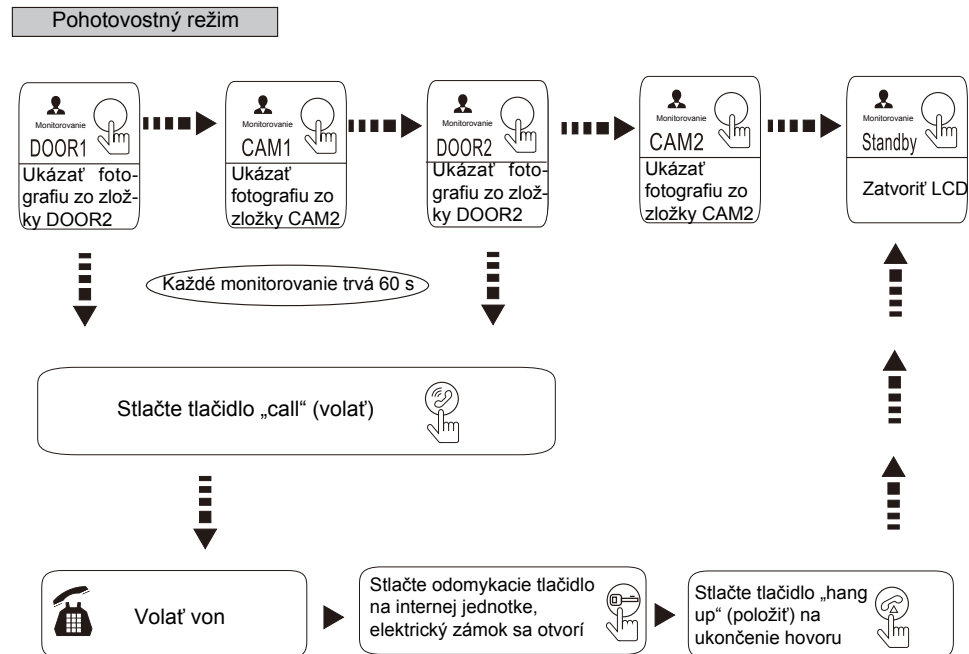 Pohotovostný režim
Monitorovanie
DOOR1
Ukázať foto-
grafiu zo zlož-
ky DOOR2
Monitorovanie
CAM1
Ukázať
fotografiu zo
zložky CAM2
Monitorovanie
DOOR2
Ukázať foto-
grafiu zo zlož-
ky DOOR2
Monitorovanie
CAM2
Ukázať
fotografiu zo
zložky CAM2
Monitorovanie
Standby
Zatvoriť LCD
Každé monitorovanie trvá 60 s
Stlačte tlačidlo „call“ (volať)
Volať von
Stlačte odomykacie tlačidlo
na internej jednotke,
elektrický zámok sa otvorí
Stlačte tlačidlo „hang
up“ (položiť) na
ukončenie hovoru